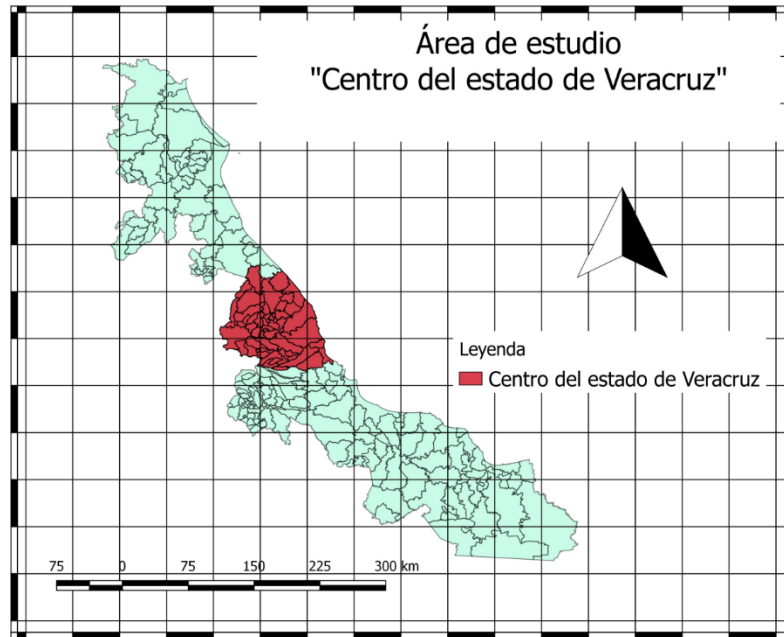 Área de estudio
"Centro del estado de Veracruz"
Leyenda
Centro del estado de Veracruz
75 0 75 150 225 300 km